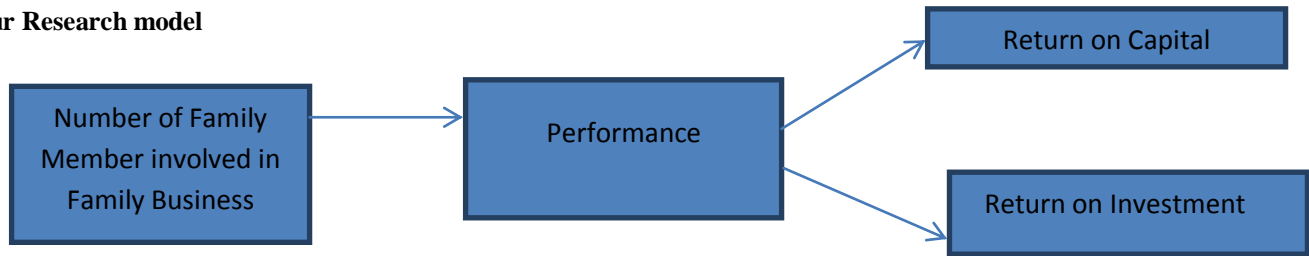 ur Research model
Number of Family
Member involved in
Family Business
Performance
Return on Capital
Return on Investment